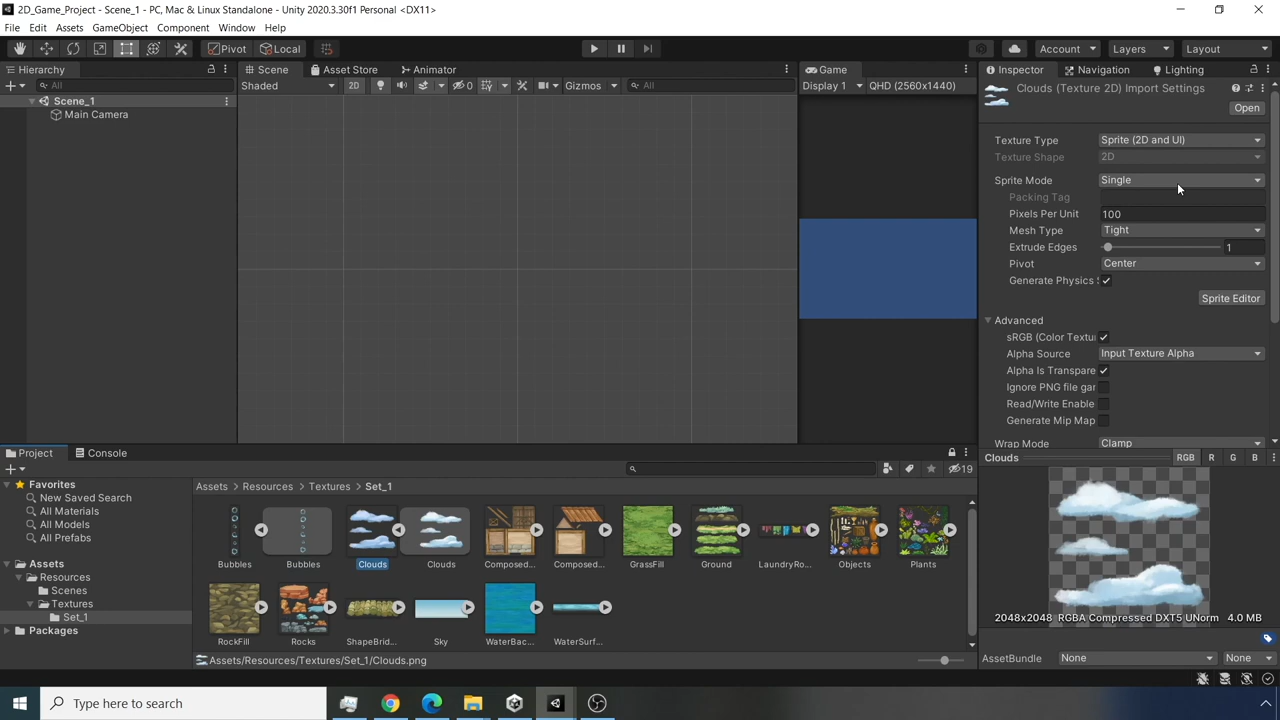 2D_Game_Project - Scene_1 - PC, Mac & Linux Standalone - Unity 2020.3.30f1 Personal <DX11>
File Edit Assets GameObject Component Window Help
Pivot Local Account Layers Layout
Hierarchy Scene Asset Store Animator Game Inspector Navigation Lighting
All Shaded 2D 0 Gizmos All Display 1 QHD (2560x1440)
Scene_1
Main Camera
Clouds (Texture 2D) Import Settings
Open
Texture Type Sprite (2D and UI)
Texture Shape 2D
Sprite Mode Single
Packing Tag
Pixels Per Unit 100
Mesh Type Tight
Extrude Edges 1
Pivot Center
Generate Physics S
Sprite Editor
Advanced
sRGB (Color Textu
Alpha Source Input Texture Alpha
Alpha Is Transpare
Ignore PNG file gar
Read/Write Enable
Generate Mip Map
Wrap Mode Clamp
Clouds RGB R G B
2048x2048 RGBA Compressed DXT5 UNorm 4.0 MB
AssetBundle None None
Project Console
19
Favorites
New Saved Search
All Materials
All Models
All Prefabs
Assets
Resources
Scenes
Textures
Set_1
Packages
Assets > Resources > Textures > Set_1
Bubbles Bubbles Clouds Clouds Composed... Composed... GrassFill Ground LaundryRo... Objects Plants
RockFill Rocks ShapeBrid... Sky WaterBac... WaterSurf...
Assets/Resources/Textures/Set_1/Clouds.png
Type here to search